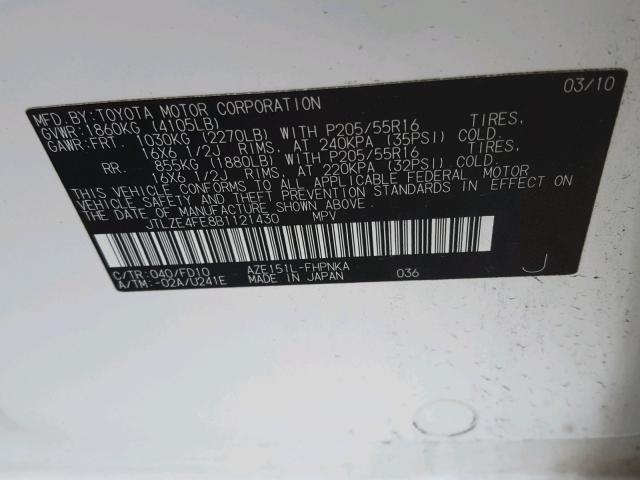 MFD.BY:TOYOTA MOTOR CORPORATION 03/10
GVWR:1860KG (4105LB)
GAWR:FRT. 1030KG (2270LB) WITH P205/55R16 TIRES,
16X6 1/2J RIMS, AT 240KPA (35PSI) COLD.
RR. 855KG (1880LB) WITH P205/55R16 TIRES,
16X6 1/2J RIMS, AT 220KPA (32PSI) COLD.
THIS VEHICLE CONFORMS TO ALL APPLICABLE FEDERAL MOTOR
VEHICLE SAFETY AND THEFT PREVENTION STANDARDS IN EFFECT ON
THE DATE OF MANUFACTURE SHOWN ABOVE.
JTLZE4FE8B1121430 MPV
C/TR:040/FD10 AZE151L-FHPNKA
A/TM:-02A/U241E MADE IN JAPAN 036 J